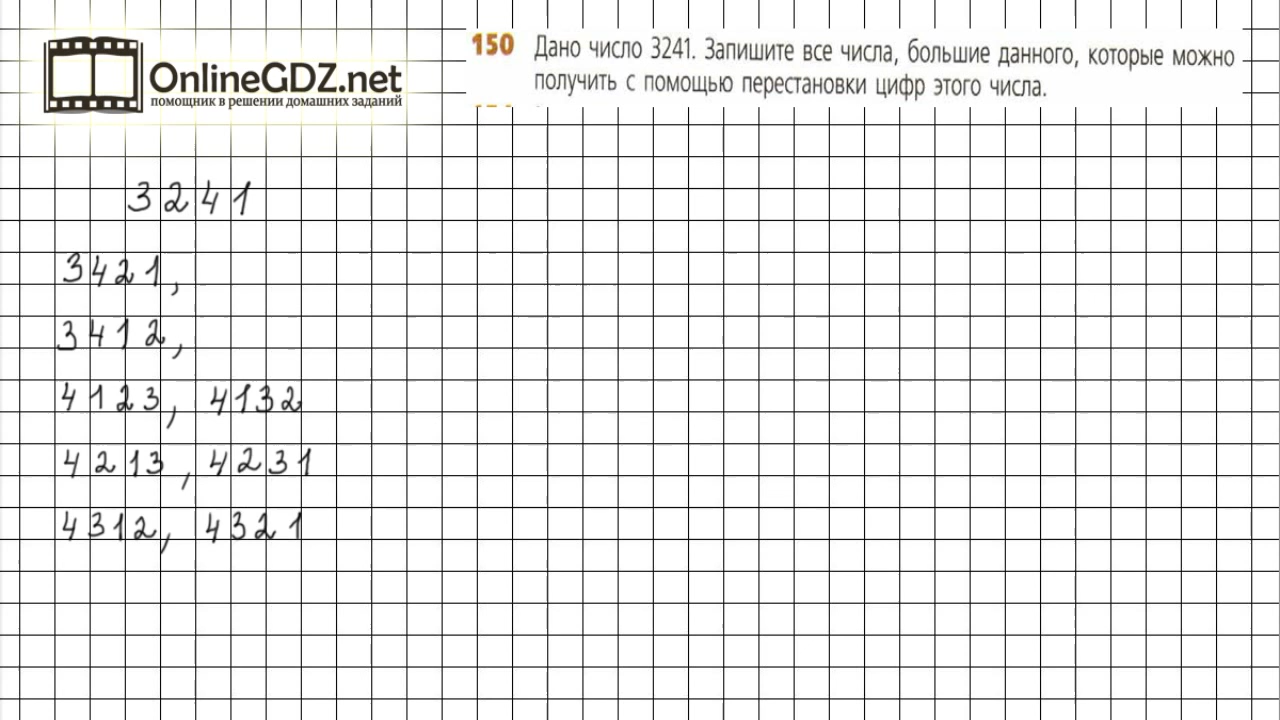 OnlineGDZ.net
помощник в решении домашних заданий
150 Дано число 3241. Запишите все числа, большие данного, которые можно
получить с помощью перестановки цифр этого числа.
3241
3421,
3412,
4123, 4132
4213, 4231
4312, 4321